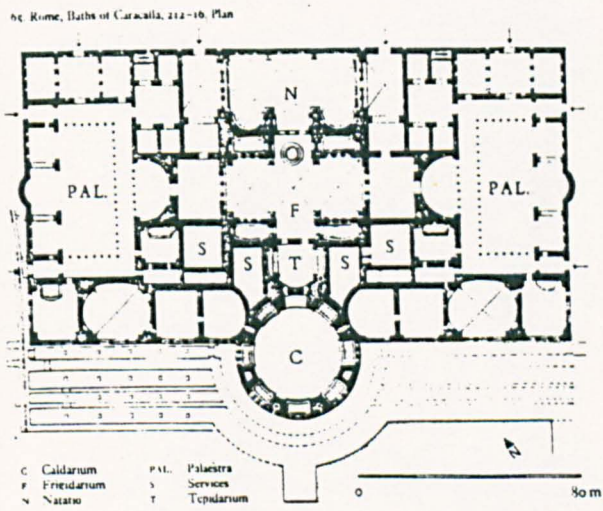 65. Rome, Baths of Caracalla, 212–16. Plan
N
PAL.
PAL.
F
S
S
S
T
S
C
C Caldarium
F Frigidarium
N Natatio
PAL. Palaestra
S Services
T Tepidarium
N
0 80 m